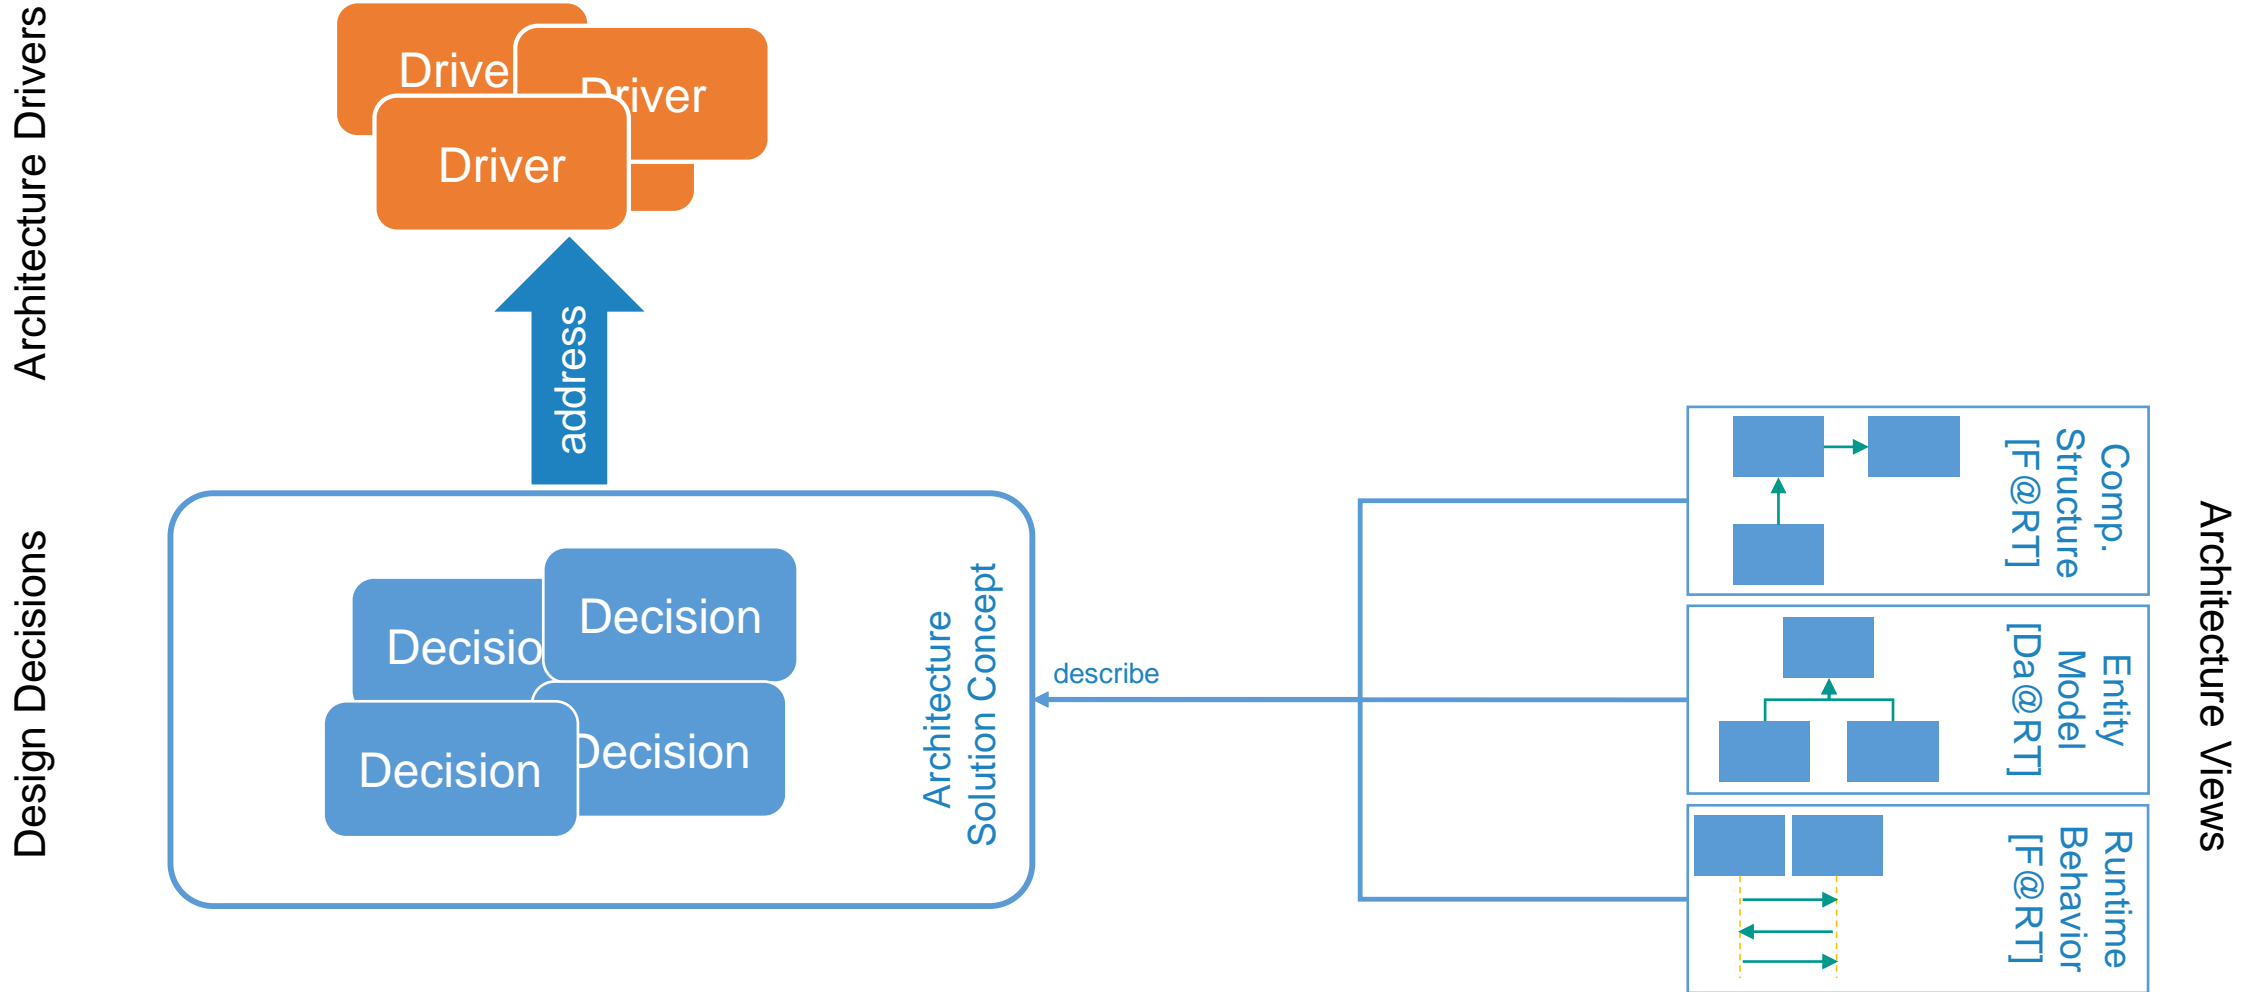 Architecture Drivers
Drive
Driver
Driver
address
Design Decisions
Decisio
Decision
Decision
Decision
Architecture
Solution Concept
describe
Comp.
Structure
[F@RT]
Entity
Model
[Da@RT]
Runtime
Behavior
[F@RT]
Architecture Views